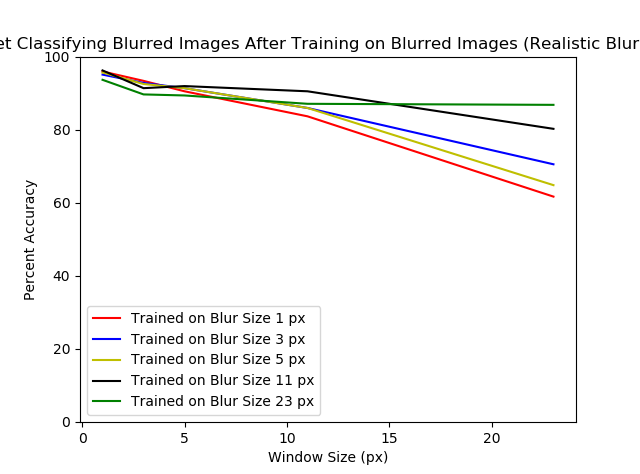 Classifying Blurred Images After Training on Blurred Images (Realistic
100
80
60
40
20
0
0
5
10
15
20
Percent Accuracy
Window Size (px)
Trained on Blur Size 1 px
Trained on Blur Size 3 px
Trained on Blur Size 5 px
Trained on Blur Size 11 px
Trained on Blur Size 23 px